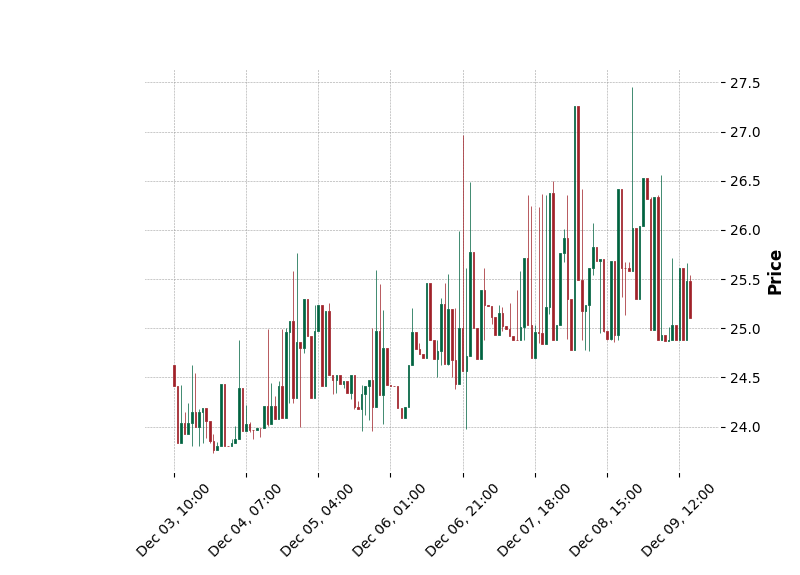 27.5
27.0
26.5
26.0
25.5
25.0
24.5
24.0
Price
Dec 03, 10:00
Dec 04, 07:00
Dec 05, 04:00
Dec 06, 01:00
Dec 06, 21:00
Dec 07, 18:00
Dec 08, 15:00
Dec 09, 12:00